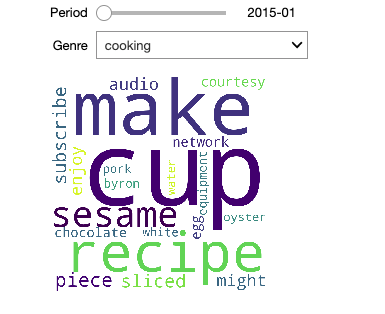 Period 2015-01
Genre cooking
audio courtesy
make
subscribe
network
enjoy
cup
pork
byron
water
equipment
sesame
egg
oyster
chocolate white
recipe
piece sliced might